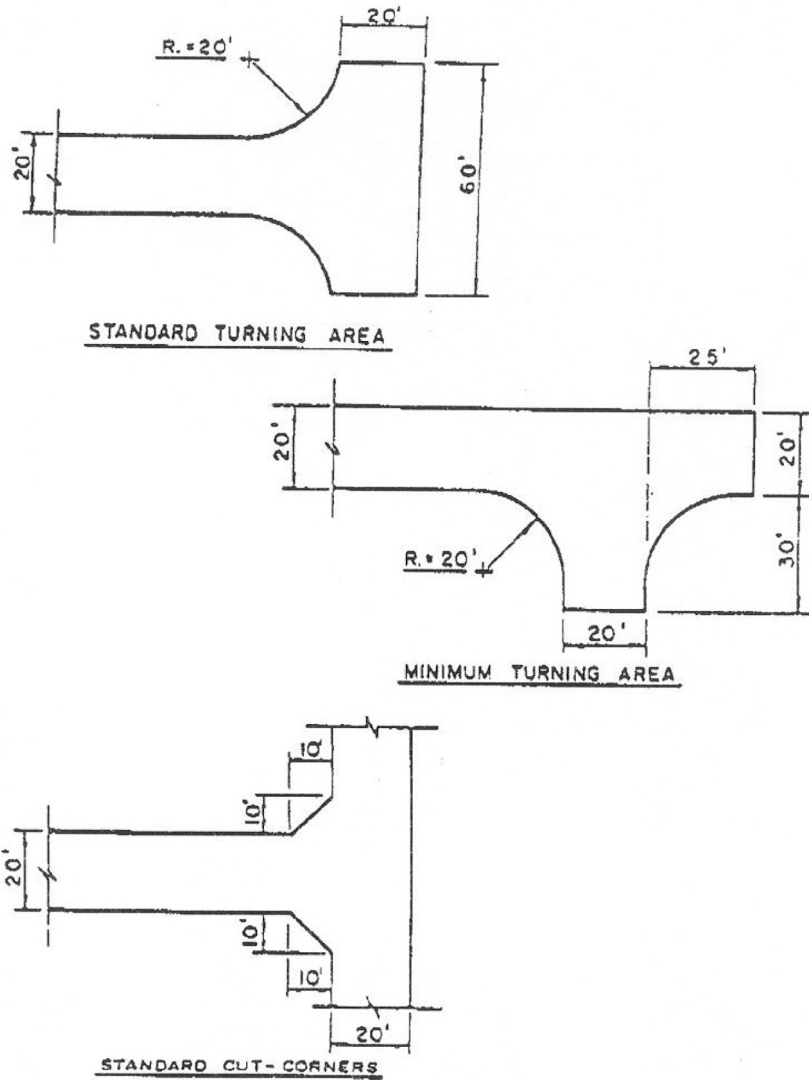 20'
R. = 20'
20'
60'
STANDARD TURNING AREA
25'
20'
20'
R. = 20'
30'
20'
MINIMUM TURNING AREA
10'
10'
20'
10'
10'
20'
STANDARD CUT-CORNERS